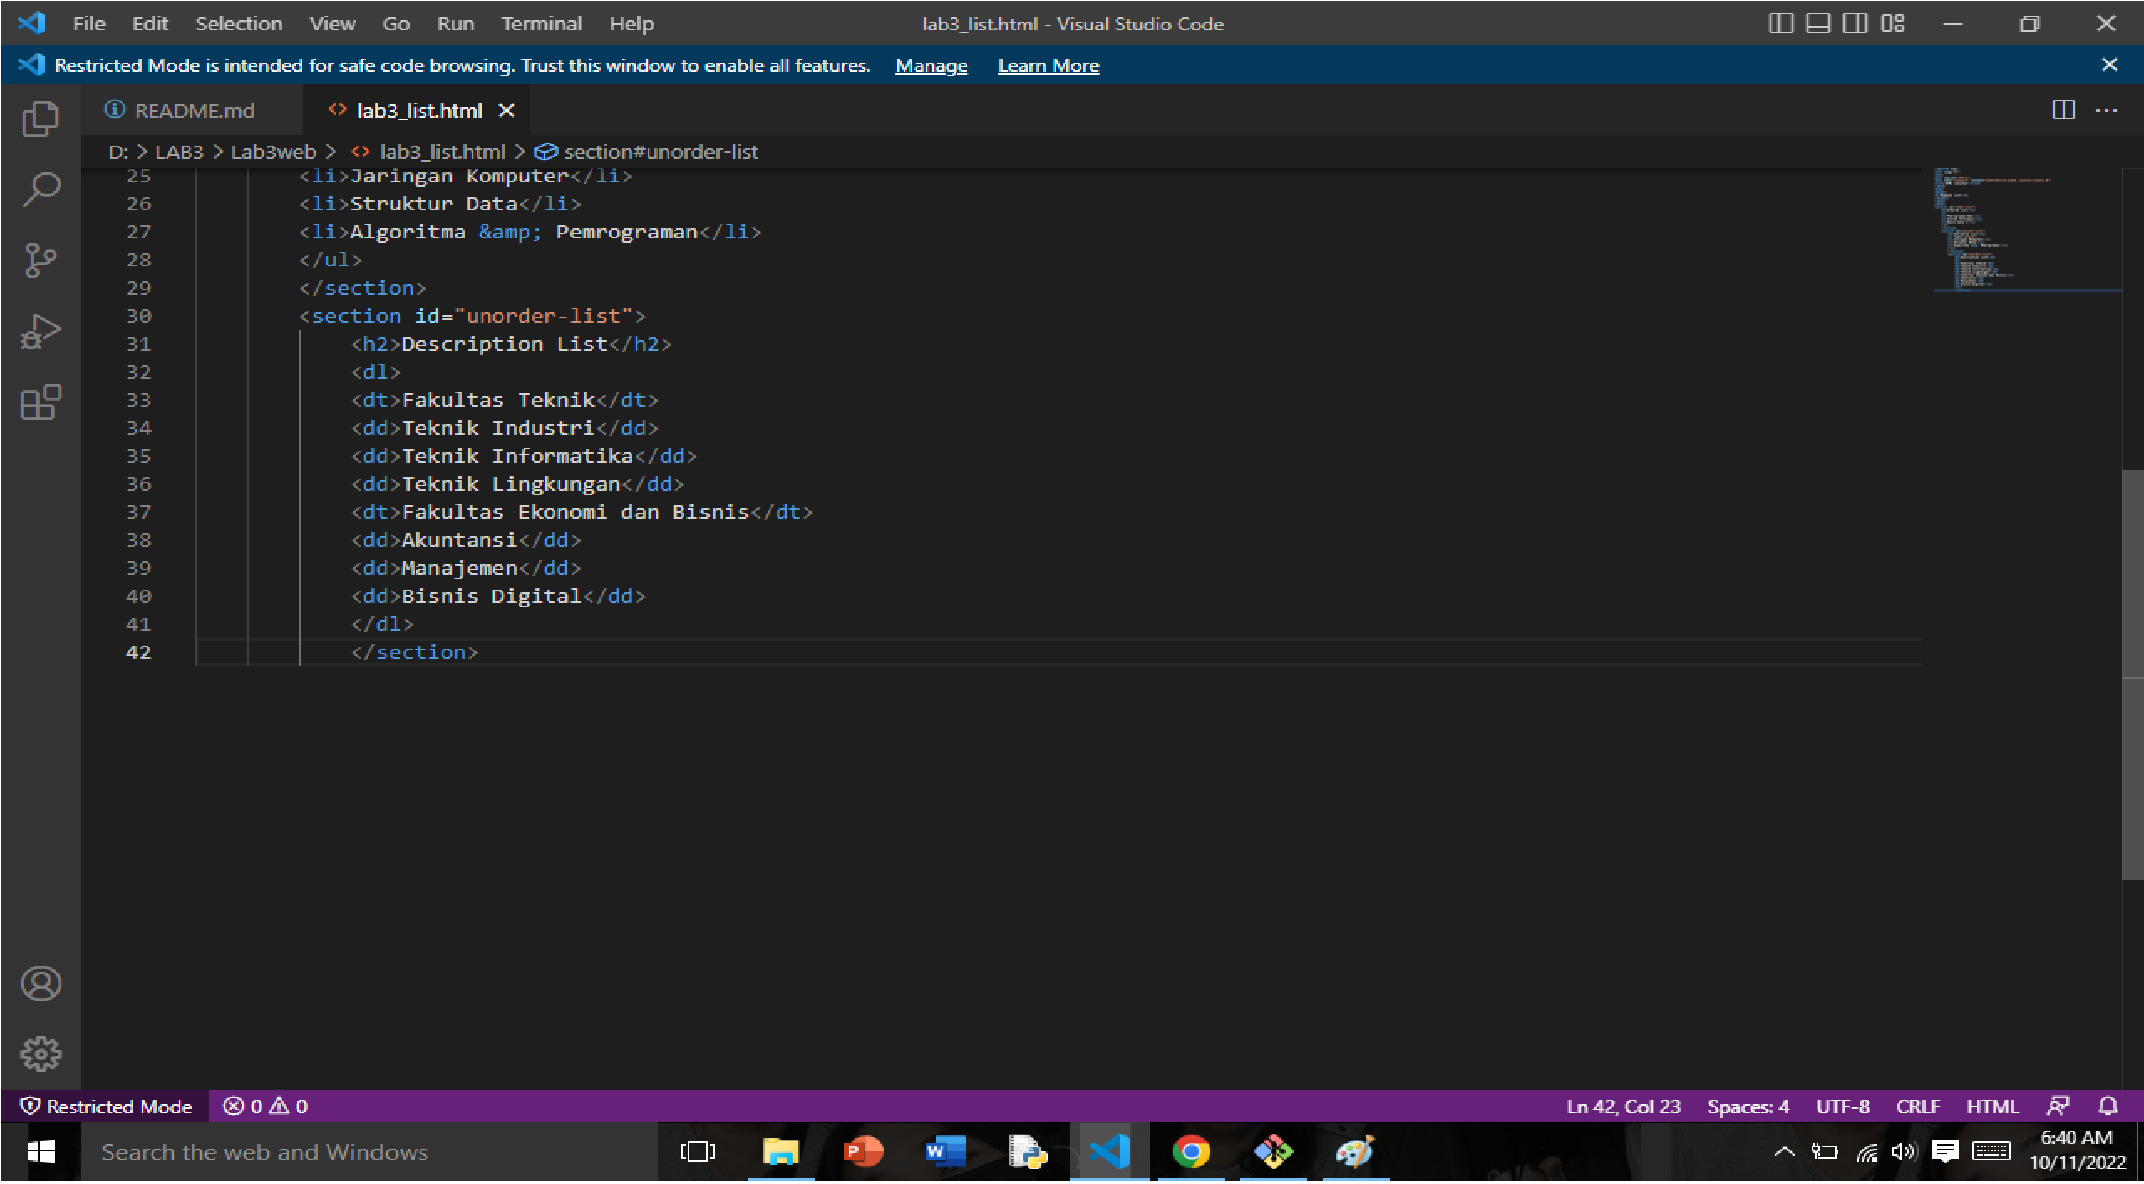 File Edit Selection View Go Run Terminal Help lab3_list.html - Visual Studio Code
Restricted Mode is intended for safe code browsing. Trust this window to enable all features. Manage Learn More
README.md lab3_list.html
D: > LAB3 > Lab3web > lab3_list.html > section#unorder-list
25 <li>Jaringan Komputer</li>
26 <li>Struktur Data</li>
27 <li>Algoritma &amp; Pemrograman</li>
28 </ul>
29 </section>
30 <section id="unorder-list">
31 <h2>Description List</h2>
32 <dl>
33 <dt>Fakultas Teknik</dt>
34 <dd>Teknik Industri</dd>
35 <dd>Teknik Informatika</dd>
36 <dd>Teknik Lingkungan</dd>
37 <dt>Fakultas Ekonomi dan Bisnis</dt>
38 <dd>Akuntansi</dd>
39 <dd>Manajemen</dd>
40 <dd>Bisnis Digital</dd>
41 </dl>
42 </section>
Restricted Mode 0 0 Ln 42, Col 23 Spaces: 4 UTF-8 CRLF HTML
Search the web and Windows
6:40 AM
10/11/2022